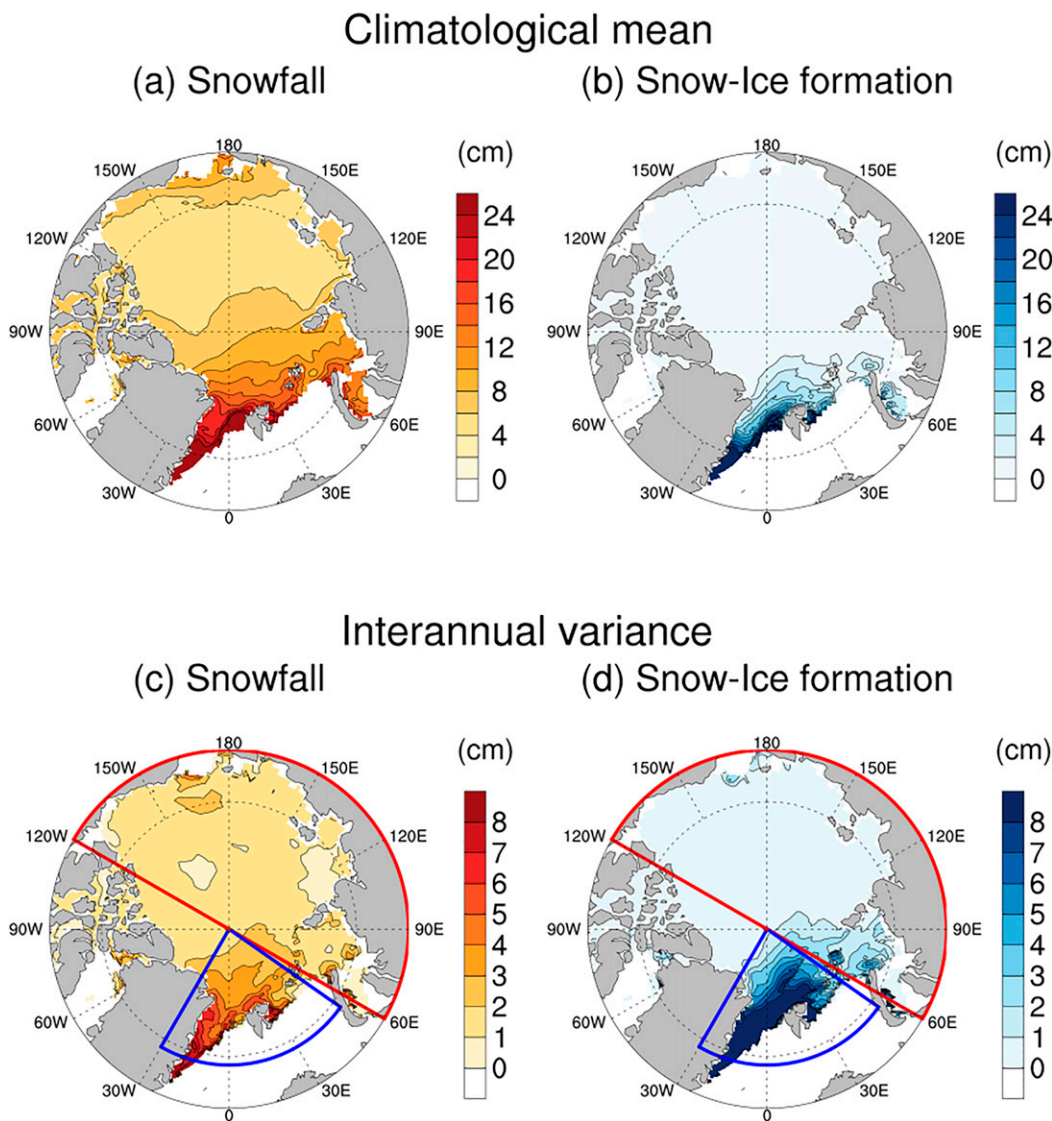 Climatological mean
(a) Snowfall
(b) Snow-Ice formation
180
150W
150E
120W
120E
90W
90E
60W
60E
30W
30E
0
(cm)
24
20
16
12
8
4
0
180
150W
150E
120W
120E
90W
90E
60W
60E
30W
30E
0
(cm)
24
20
16
12
8
4
0
Interannual variance
(c) Snowfall
(d) Snow-Ice formation
180
150W
150E
120W
120E
90W
90E
60W
60E
30W
30E
0
(cm)
8
7
6
5
4
3
2
1
0
180
150W
150E
120W
120E
90W
90E
60W
60E
30W
30E
0
(cm)
8
7
6
5
4
3
2
1
0